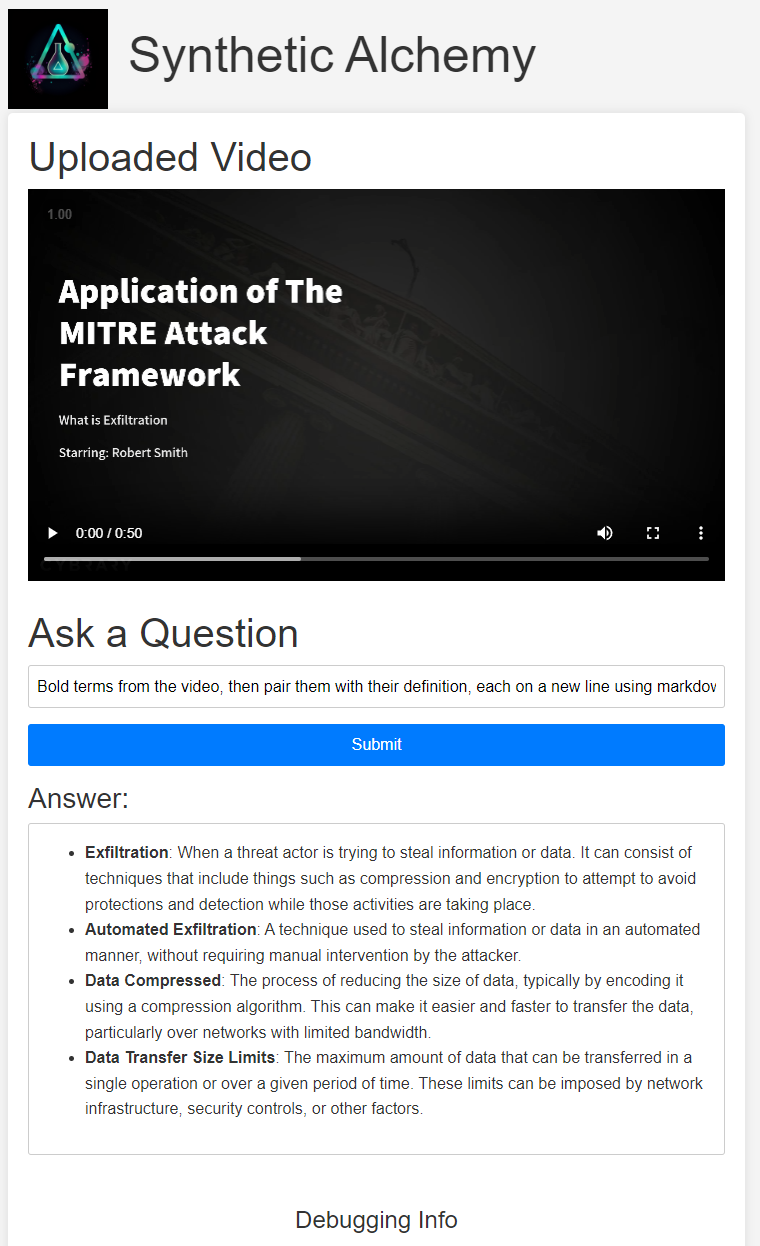 Synthetic Alchemy
Uploaded Video
1.00
Application of The
MITRE Attack
Framework
What is Exfiltration
Starring: Robert Smith
0:00 / 0:50
CYBRARY
Ask a Question
Bold terms from the video, then pair them with their definition, each on a new line using markdow
Submit
Answer:
• Exfiltration: When a threat actor is trying to steal information or data. It can consist of
techniques that include things such as compression and encryption to attempt to avoid
protections and detection while those activities are taking place.
• Automated Exfiltration: A technique used to steal information or data in an automated
manner, without requiring manual intervention by the attacker.
• Data Compressed: The process of reducing the size of data, typically by encoding it
using a compression algorithm. This can make it easier and faster to transfer the data,
particularly over networks with limited bandwidth.
• Data Transfer Size Limits: The maximum amount of data that can be transferred in a
single operation or over a given period of time. These limits can be imposed by network
infrastructure, security controls, or other factors.
Debugging Info